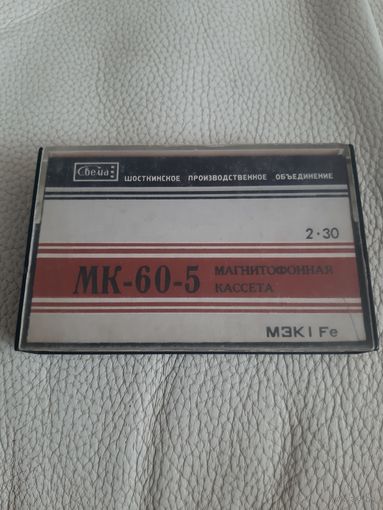 Свема
ШОСТКИНСКОЕ ПРОИЗВОДСТВЕННОЕ ОБЪЕДИНЕНИЕ
2·30
МК-60-5 МАГНИТОФОННАЯ
КАССЕТА
МЭК I Fe